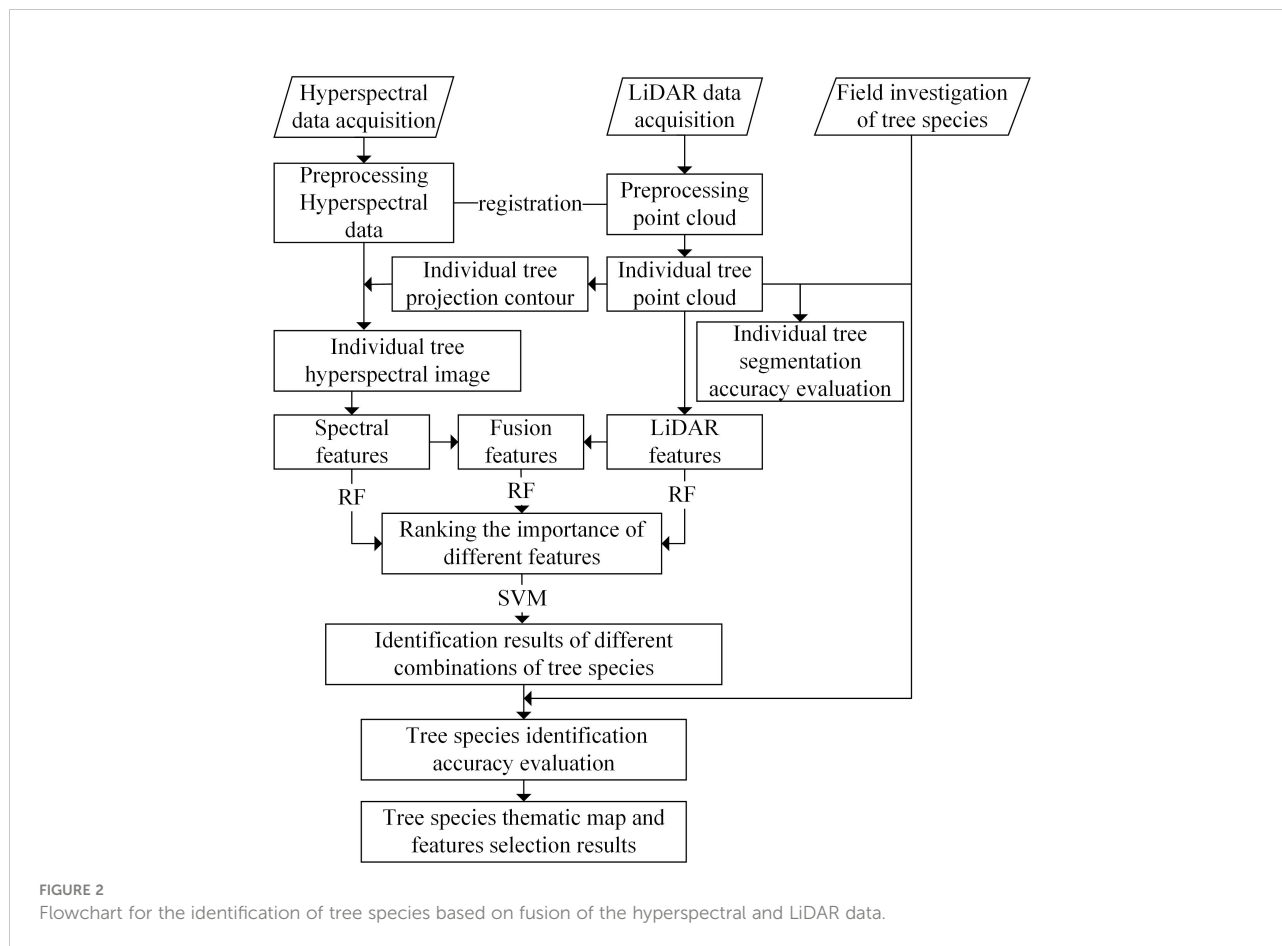 Hyperspectral
data acquisition
LiDAR data
acquisition
Field investigation
of tree species
Preprocessing
Hyperspectral
data
registration
Preprocessing
point cloud
Individual tree
projection contour
Individual tree
point cloud
Individual tree
segmentation
accuracy evaluation
Individual tree
hyperspectral image
Spectral
features
Fusion
features
LiDAR
features
RF
RF
RF
Ranking the importance of
different features
SVM
Identification results of different
combinations of tree species
Tree species identification
accuracy evaluation
Tree species thematic map and
features selection results
FIGURE 2
Flowchart for the identification of tree species based on fusion of the hyperspectral and LiDAR data.